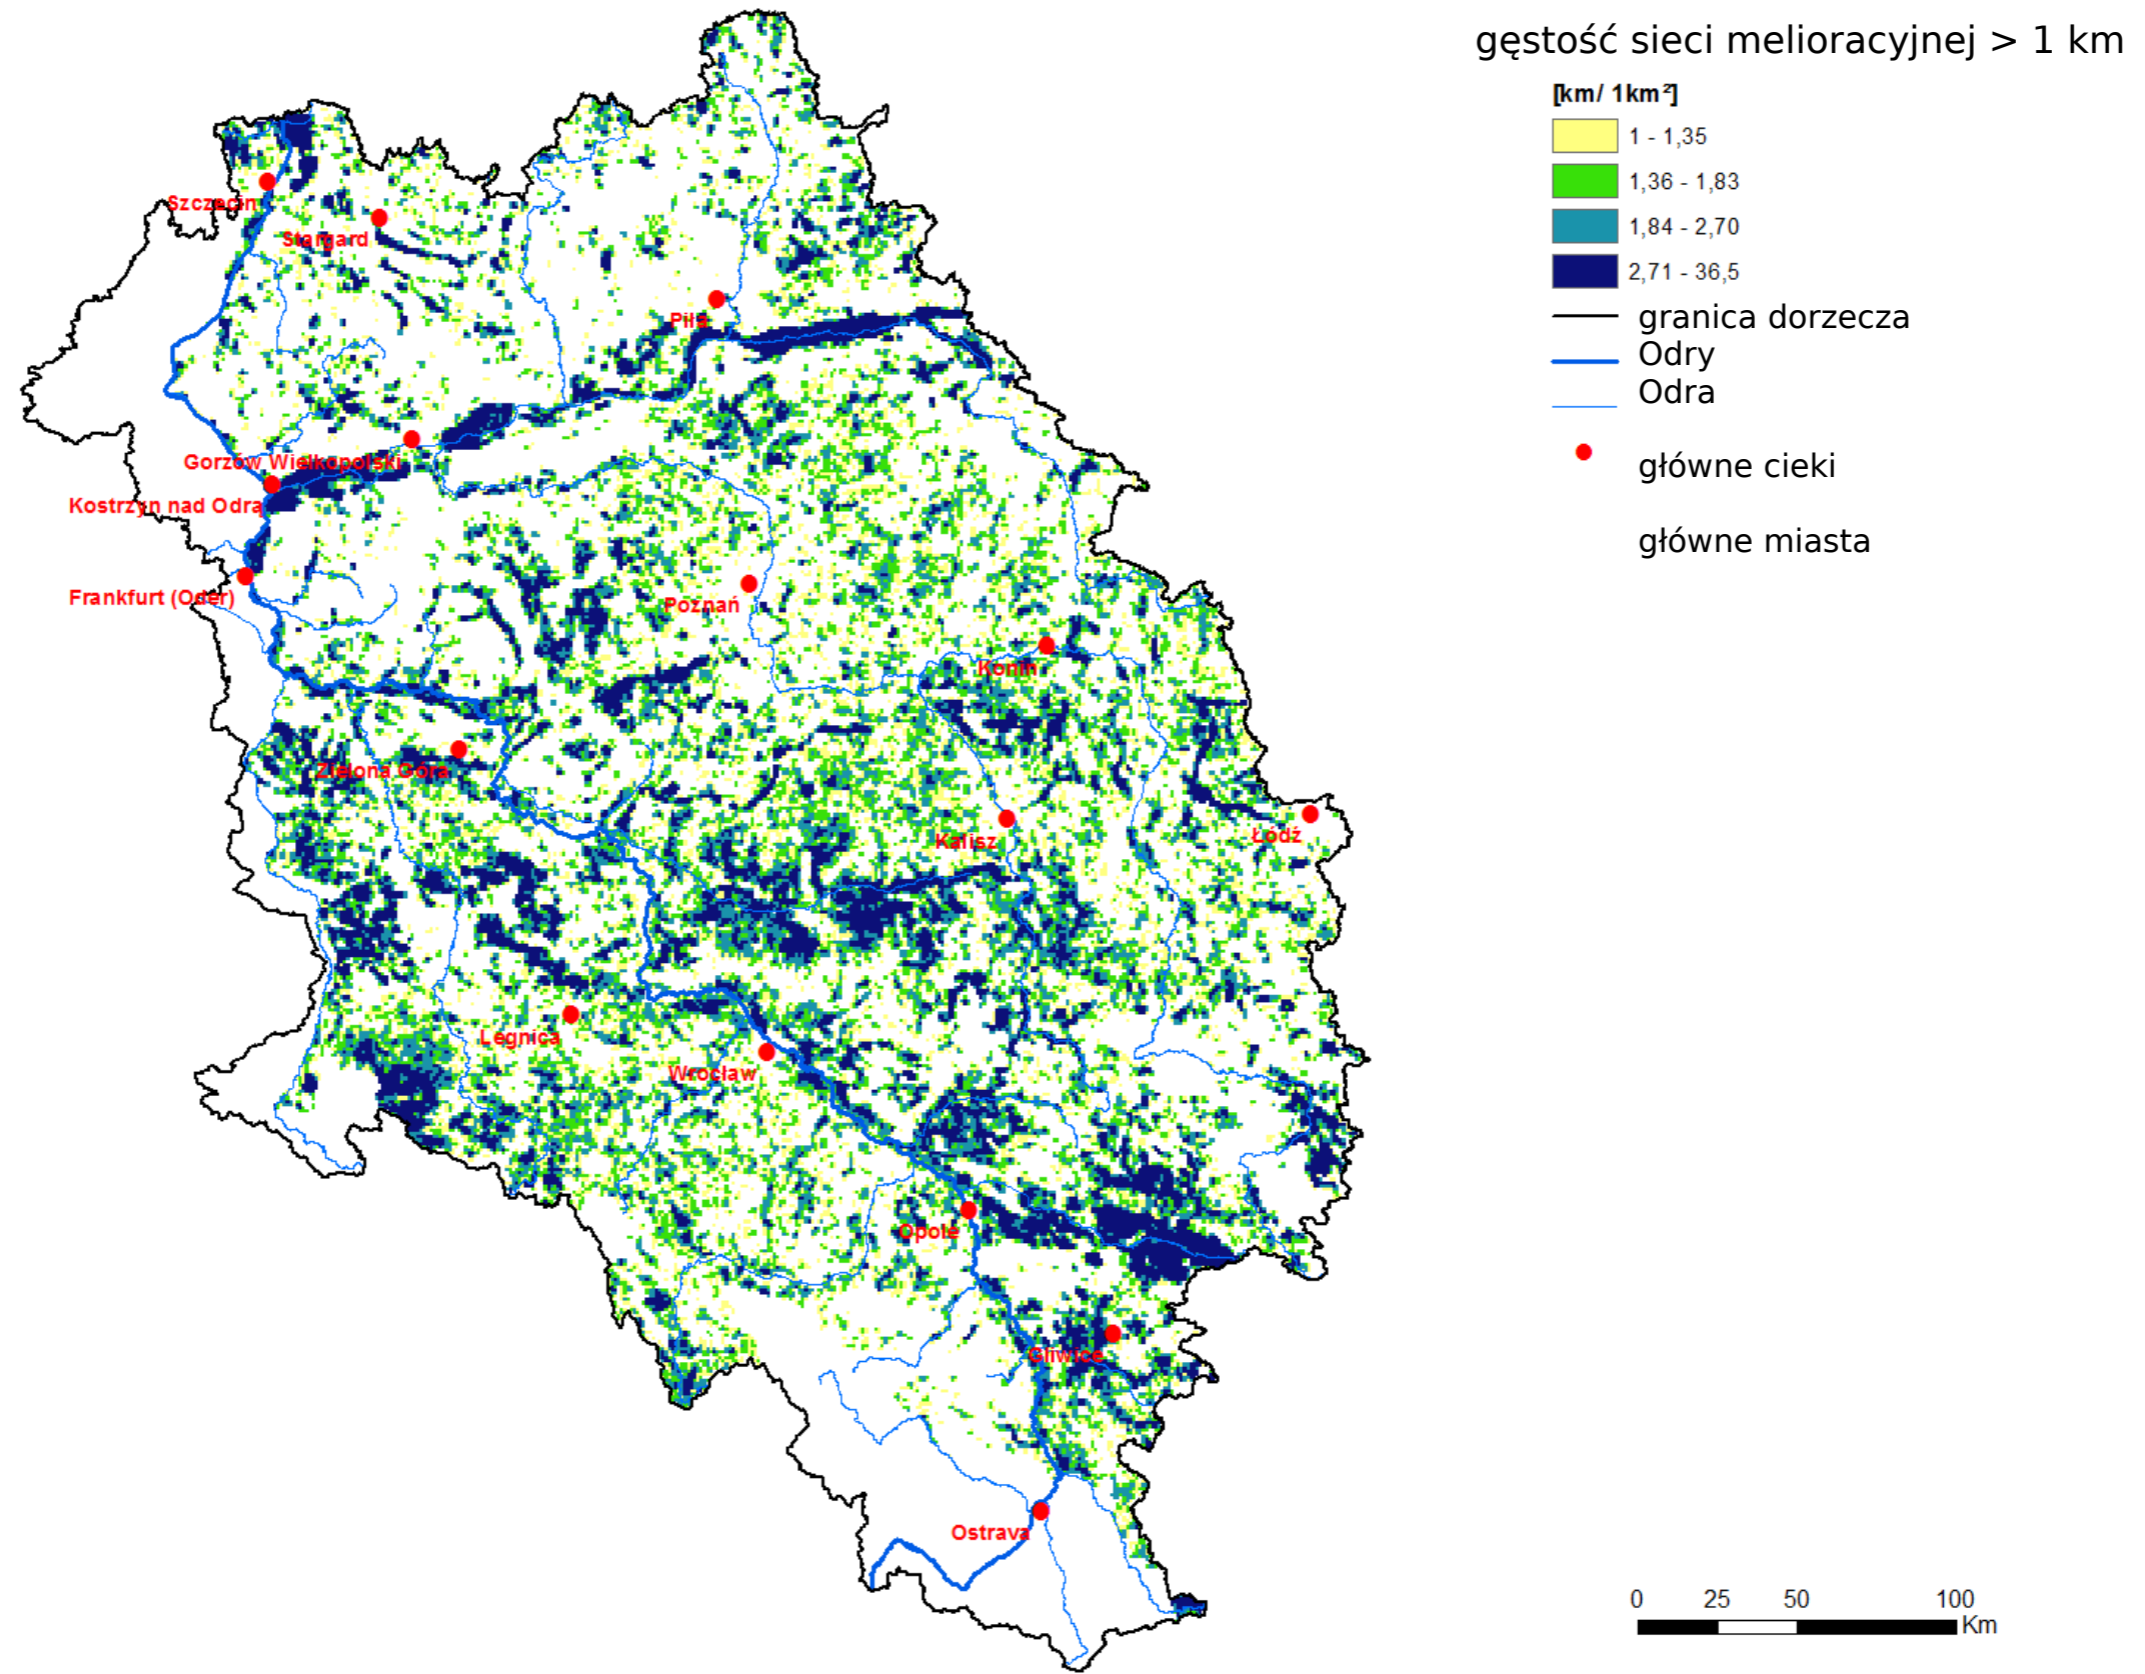 gęstość sieci melioracyjnej > 1 km
[km/ 1km²]
1 - 1,35
1,36 - 1,83
1,84 - 2,70
2,71 - 36,5
granica dorzecza
Odry
Odra
główne cieki
główne miasta
Szczecin
Stargard
Piła
Gorzów Wielkopolski
Kostrzyn nad Odrą
Frankfurt (Oder)
Poznań
Konin
Zielona Góra
Kalisz
Łódź
Legnica
Wrocław
Opole
Gliwice
Ostrava
0 25 50 100
Km